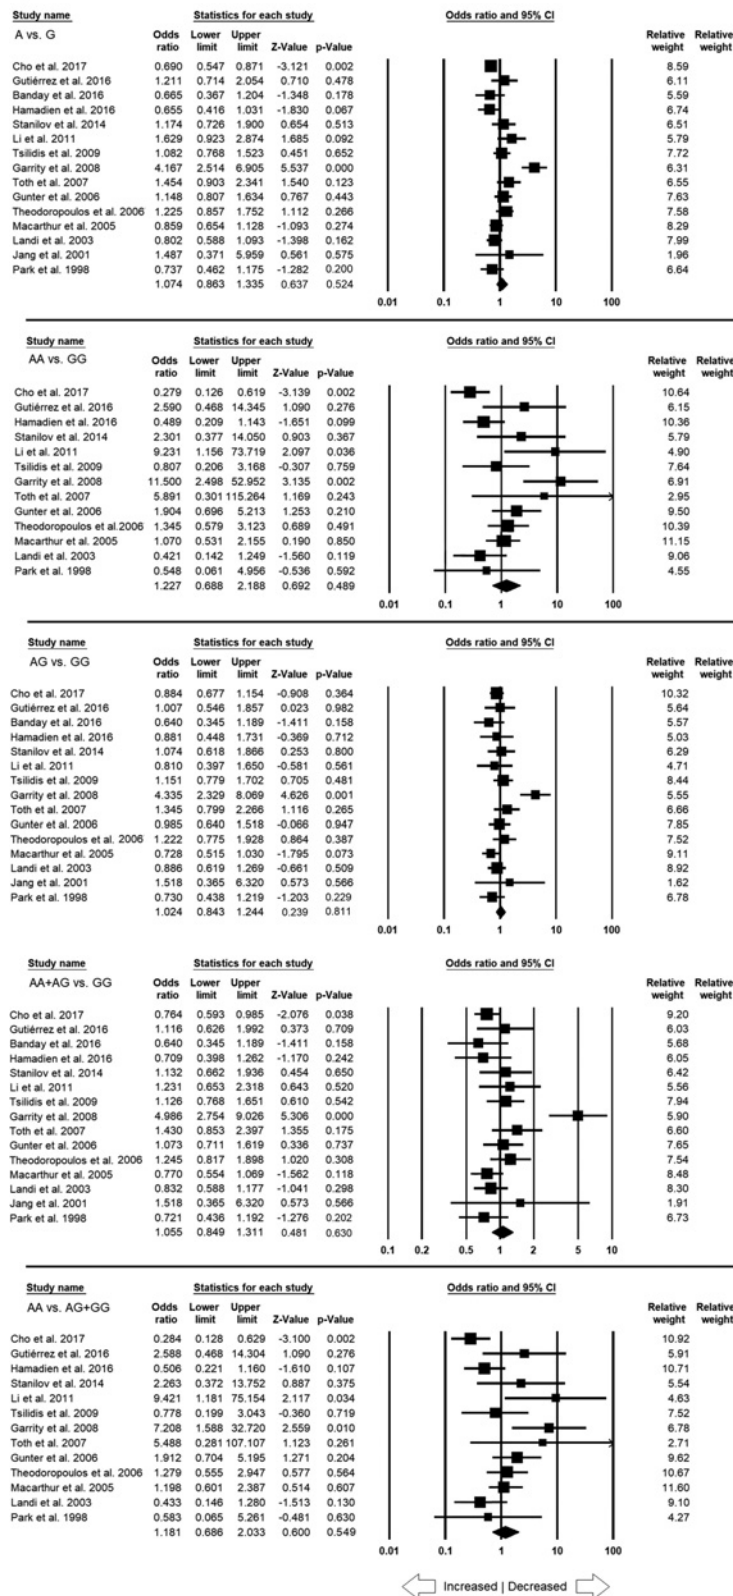 Study name Statistics for each study Odds ratio and 95% CI
A vs. G Odds ratio Lower limit Upper limit Z-Value p-Value Relative weight Relative weight
Cho et al. 2017 0.690 0.547 0.871 -3.121 0.002 8.59
Gutiérrez et al. 2016 1.211 0.714 2.054 0.710 0.478 6.11
Banday et al. 2016 0.665 0.367 1.204 -1.348 0.178 5.59
Hamadien et al. 2016 0.655 0.416 1.031 -1.830 0.067 6.74
Stanilov et al. 2014 1.174 0.726 1.900 0.654 0.513 6.51
Li et al. 2011 1.629 0.923 2.874 1.685 0.092 5.79
Tsilidis et al. 2009 1.082 0.768 1.523 0.451 0.652 7.72
Garrity et al. 2008 4.167 2.514 6.905 5.537 0.000 6.31
Toth et al. 2007 1.454 0.903 2.341 1.540 0.123 6.55
Gunter et al. 2006 1.148 0.807 1.634 0.767 0.443 7.63
Theodoropoulos et al. 2006 1.225 0.857 1.752 1.112 0.266 7.58
Macarthur et al. 2005 0.859 0.654 1.128 -1.093 0.274 8.29
Landi et al. 2003 0.802 0.588 1.093 -1.398 0.162 7.99
Jang et al. 2001 1.487 0.371 5.959 0.561 0.575 1.96
Park et al. 1998 0.737 0.462 1.175 -1.282 0.200 6.64
1.074 0.863 1.335 0.637 0.524
0.01 0.1 1 10 100
Study name Statistics for each study Odds ratio and 95% CI
AA vs. GG Odds ratio Lower limit Upper limit Z-Value p-Value Relative weight Relative weight
Cho et al. 2017 0.279 0.126 0.619 -3.139 0.002 10.64
Gutiérrez et al. 2016 2.590 0.468 14.345 1.090 0.276 6.15
Hamadien et al. 2016 0.489 0.209 1.143 -1.651 0.099 10.36
Stanilov et al. 2014 2.301 0.377 14.050 0.903 0.367 5.79
Li et al. 2011 9.231 1.156 73.719 2.097 0.036 4.90
Tsilidis et al. 2009 0.807 0.206 3.168 -0.307 0.759 7.64
Garrity et al. 2008 11.500 2.498 52.952 3.135 0.002 6.91
Toth et al. 2007 5.891 0.301 115.264 1.169 0.243 2.95
Gunter et al. 2006 1.904 0.696 5.213 1.253 0.210 9.50
Theodoropoulos et al.2006 1.345 0.579 3.123 0.689 0.491 10.39
Macarthur et al. 2005 1.070 0.531 2.155 0.190 0.850 11.15
Landi et al. 2003 0.421 0.142 1.249 -1.560 0.119 9.06
Park et al. 1998 0.548 0.061 4.956 -0.536 0.592 4.55
1.227 0.688 2.188 0.692 0.489
0.01 0.1 1 10 100
Study name Statistics for each study Odds ratio and 95% CI
AG vs. GG Odds ratio Lower limit Upper limit Z-Value p-Value Relative weight Relative weight
Cho et al. 2017 0.884 0.677 1.154 -0.908 0.364 10.32
Gutiérrez et al. 2016 1.007 0.546 1.857 0.023 0.982 5.64
Banday et al. 2016 0.640 0.345 1.189 -1.411 0.158 5.57
Hamadien et al. 2016 0.881 0.448 1.731 -0.369 0.712 5.03
Stanilov et al. 2014 1.074 0.618 1.866 0.253 0.800 6.29
Li et al. 2011 0.810 0.397 1.650 -0.581 0.561 4.71
Tsilidis et al. 2009 1.151 0.779 1.702 0.705 0.481 8.44
Garrity et al. 2008 4.335 2.329 8.069 4.626 0.001 5.55
Toth et al. 2007 1.345 0.799 2.266 1.116 0.265 6.66
Gunter et al. 2006 0.985 0.640 1.518 -0.066 0.947 7.85
Theodoropoulos et al. 2006 1.222 0.775 1.928 0.864 0.387 7.52
Macarthur et al. 2005 0.728 0.515 1.030 -1.795 0.073 9.11
Landi et al. 2003 0.886 0.619 1.269 -0.661 0.509 8.92
Jang et al. 2001 1.518 0.365 6.320 0.573 0.566 1.62
Park et al. 1998 0.730 0.438 1.219 -1.203 0.229 6.78
1.024 0.843 1.244 0.239 0.811
0.01 0.1 1 10 100
Study name Statistics for each study Odds ratio and 95% CI
AA+AG vs. GG Odds ratio Lower limit Upper limit Z-Value p-Value Relative weight Relative weight
Cho et al. 2017 0.764 0.593 0.985 -2.076 0.038 9.20
Gutiérrez et al. 2016 1.116 0.626 1.992 0.373 0.709 6.03
Banday et al. 2016 0.640 0.345 1.189 -1.411 0.158 5.68
Hamadien et al. 2016 0.709 0.398 1.262 -1.170 0.242 6.05
Stanilov et al. 2014 1.132 0.662 1.936 0.454 0.650 6.42
Li et al. 2011 1.231 0.653 2.318 0.643 0.520 5.56
Tsilidis et al. 2009 1.126 0.768 1.651 0.610 0.542 7.94
Garrity et al. 2008 4.986 2.754 9.026 5.306 0.000 5.90
Toth et al. 2007 1.430 0.853 2.397 1.355 0.175 6.60
Gunter et al. 2006 1.073 0.711 1.619 0.336 0.737 7.65
Theodoropoulos et al. 2006 1.245 0.817 1.898 1.020 0.308 7.54
Macarthur et al. 2005 0.770 0.554 1.069 -1.562 0.118 8.48
Landi et al. 2003 0.832 0.588 1.177 -1.041 0.298 8.30
Jang et al. 2001 1.518 0.365 6.320 0.573 0.566 1.91
Park et al. 1998 0.721 0.436 1.192 -1.276 0.202 6.73
1.055 0.849 1.311 0.481 0.630
0.1 0.2 0.5 1 2 5 10
Study name Statistics for each study Odds ratio and 95% CI
AA vs. AG+GG Odds ratio Lower limit Upper limit Z-Value p-Value Relative weight Relative weight
Cho et al. 2017 0.284 0.128 0.629 -3.100 0.002 10.92
Gutiérrez et al. 2016 2.588 0.468 14.304 1.090 0.276 5.91
Hamadien et al. 2016 0.506 0.221 1.160 -1.610 0.107 10.71
Stanilov et al. 2014 2.263 0.372 13.752 0.887 0.375 5.54
Li et al. 2011 9.421 1.181 75.154 2.117 0.034 4.63
Tsilidis et al. 2009 0.778 0.199 3.043 -0.360 0.719 7.52
Garrity et al. 2008 7.208 1.588 32.720 2.559 0.010 6.78
Toth et al. 2007 5.488 0.281 107.107 1.123 0.261 2.71
Gunter et al. 2006 1.912 0.704 5.195 1.271 0.204 9.62
Theodoropoulos et al. 2006 1.279 0.555 2.947 0.577 0.564 10.67
Macarthur et al. 2005 1.198 0.601 2.387 0.514 0.607 11.60
Landi et al. 2003 0.433 0.146 1.280 -1.513 0.130 9.10
Park et al. 1998 0.583 0.065 5.261 -0.481 0.630 4.27
1.181 0.686 2.033 0.600 0.549
0.01 0.1 1 10 100
Increased | Decreased